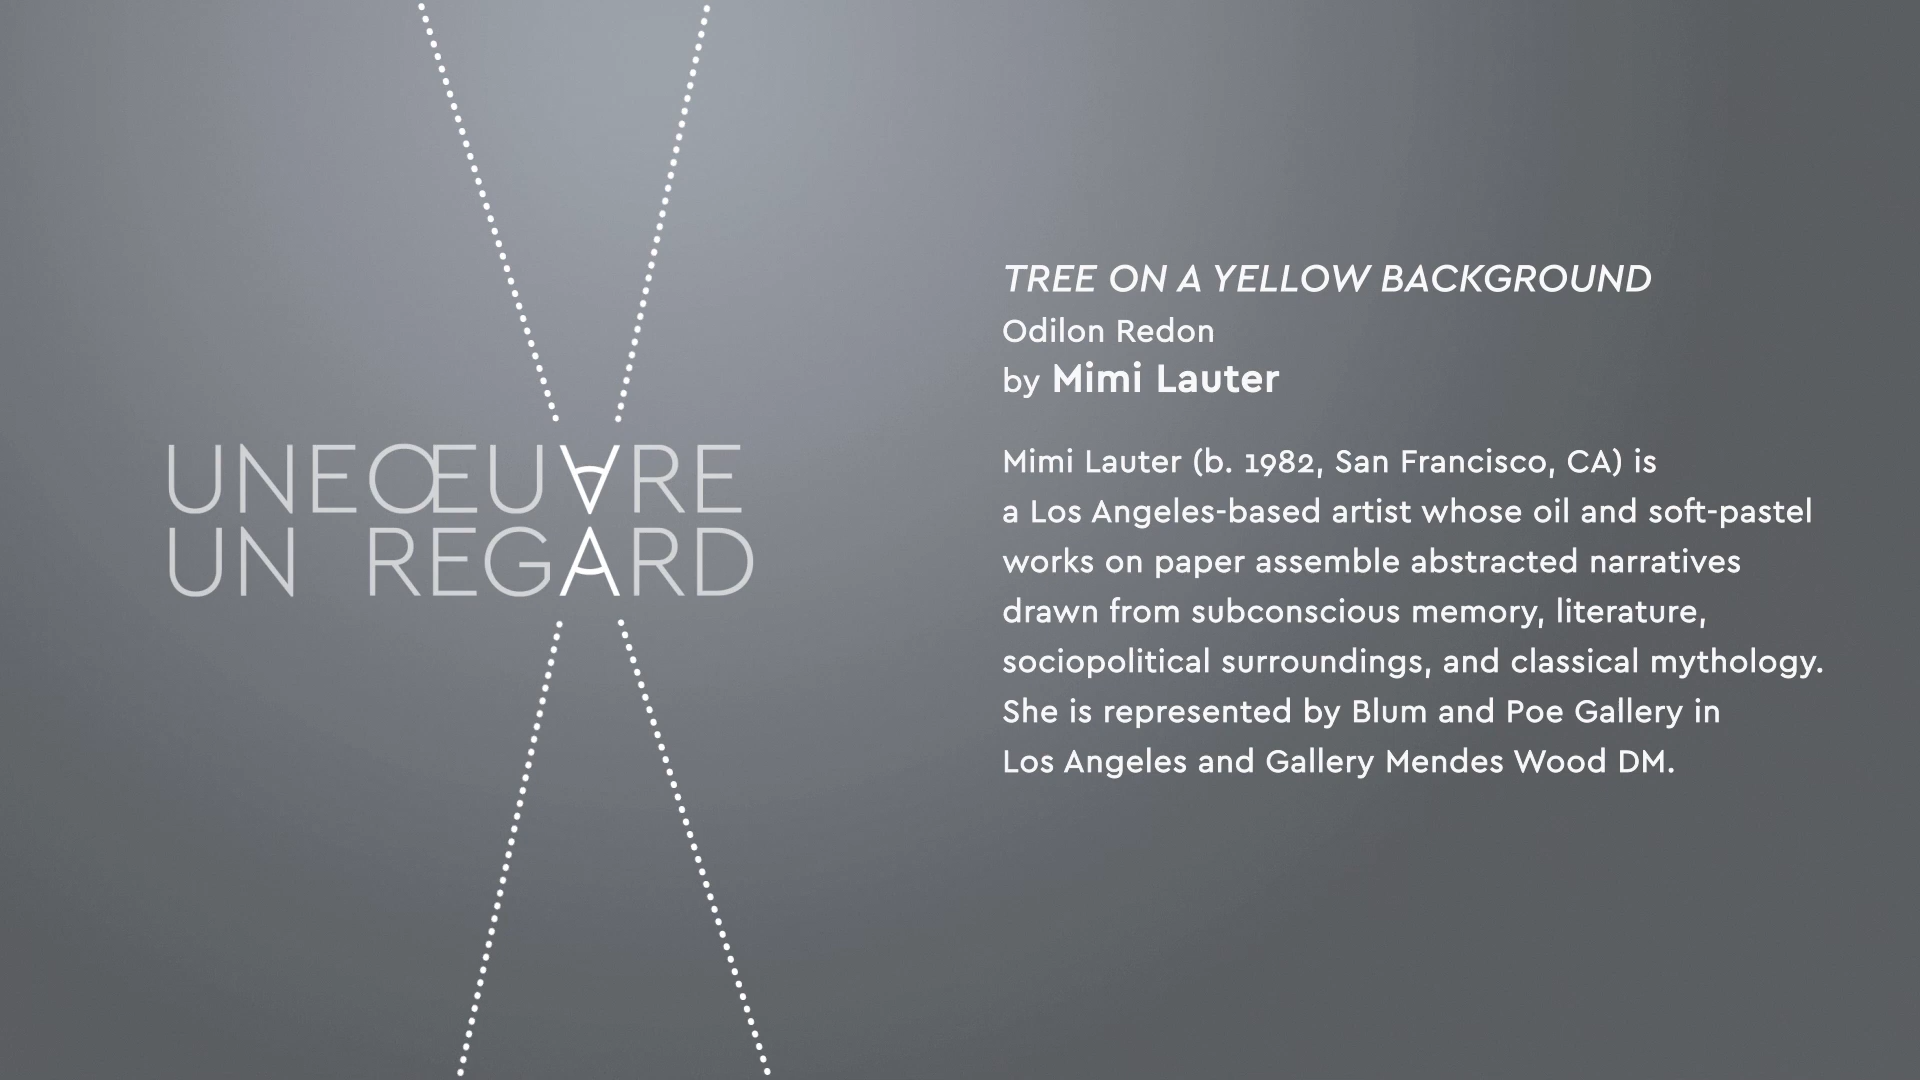 UNE ŒUVRE
UN REGARD
TREE ON A YELLOW BACKGROUND
Odilon Redon
by Mimi Lauter
Mimi Lauter (b. 1982, San Francisco, CA) is
a Los Angeles-based artist whose oil and soft-pastel
works on paper assemble abstracted narratives
drawn from subconscious memory, literature,
sociopolitical surroundings, and classical mythology.
She is represented by Blum and Poe Gallery in
Los Angeles and Gallery Mendes Wood DM.